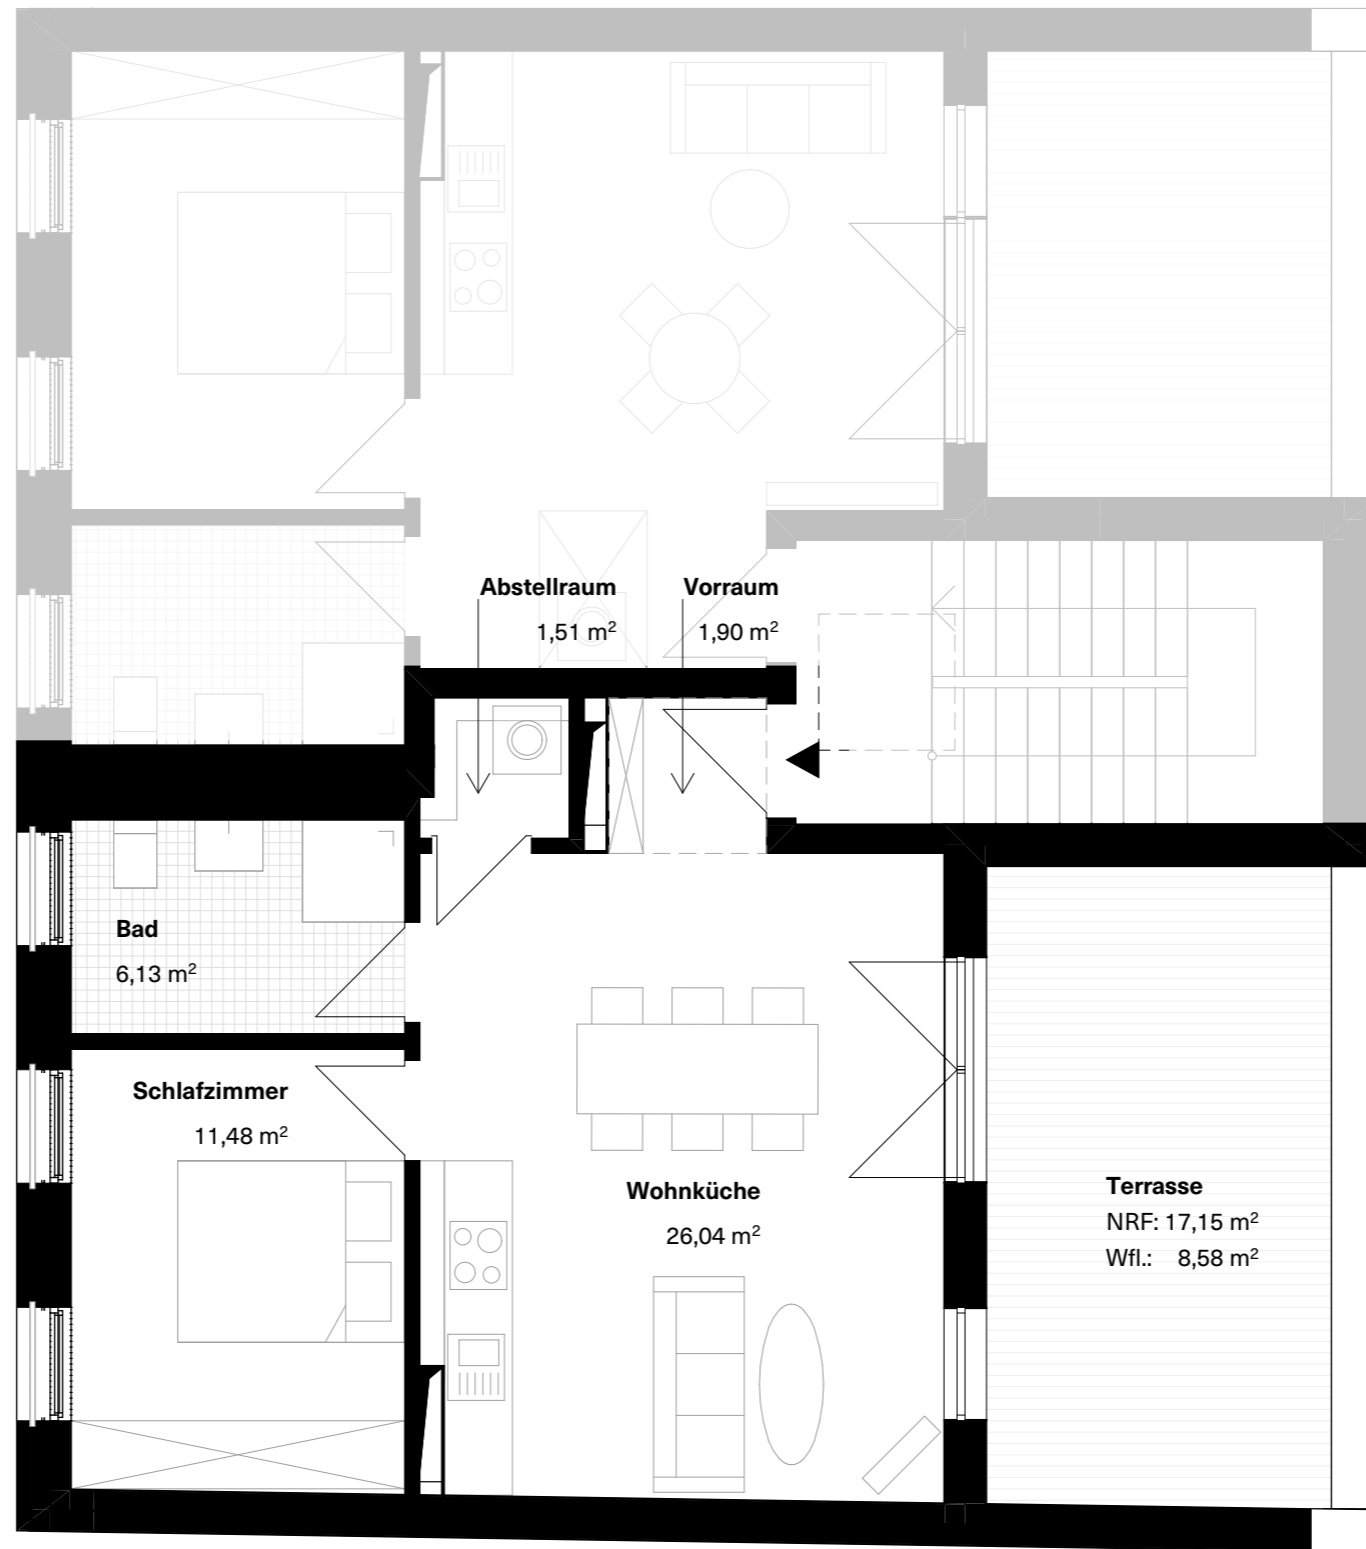 Abstellraum
1,51 m²
Vorraum
1,90 m²
Bad
6,13 m²
Schlafzimmer
11,48 m²
Wohnküche
26,04 m²
Terrasse
NRF: 17,15 m²
Wfl.: 8,58 m²